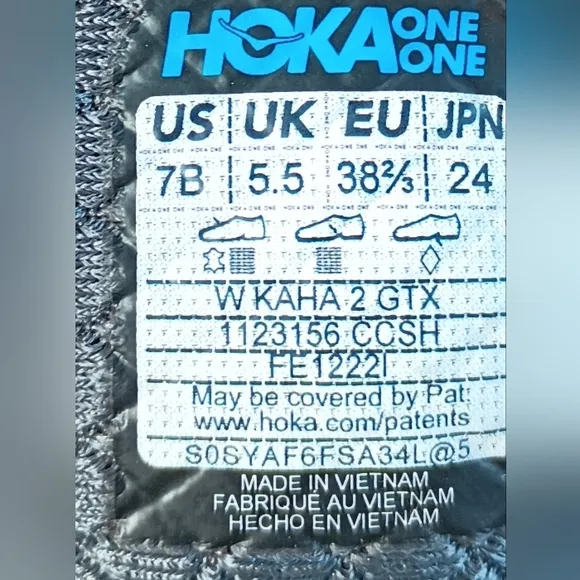 HOKA ONE ONE
US UK EU JPN
7B 5.5 38⅔ 24
W KAHA 2 GTX
1123156 CCSH
FE1222I
May be covered by Pat:
www.hoka.com/patents
S0SYAF6FSA34L@5
MADE IN VIETNAM
FABRIQUÉ AU VIETNAM
HECHO EN VIETNAM